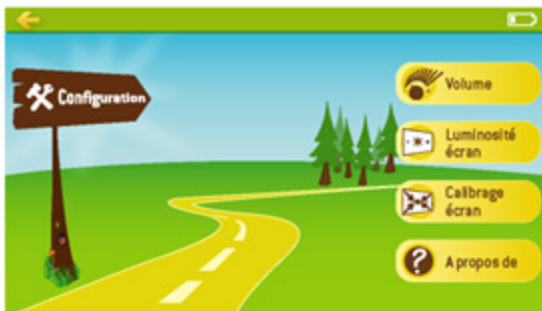 Configuration
Volume
Luminosité
écran
Calibrage
écran
A propos de